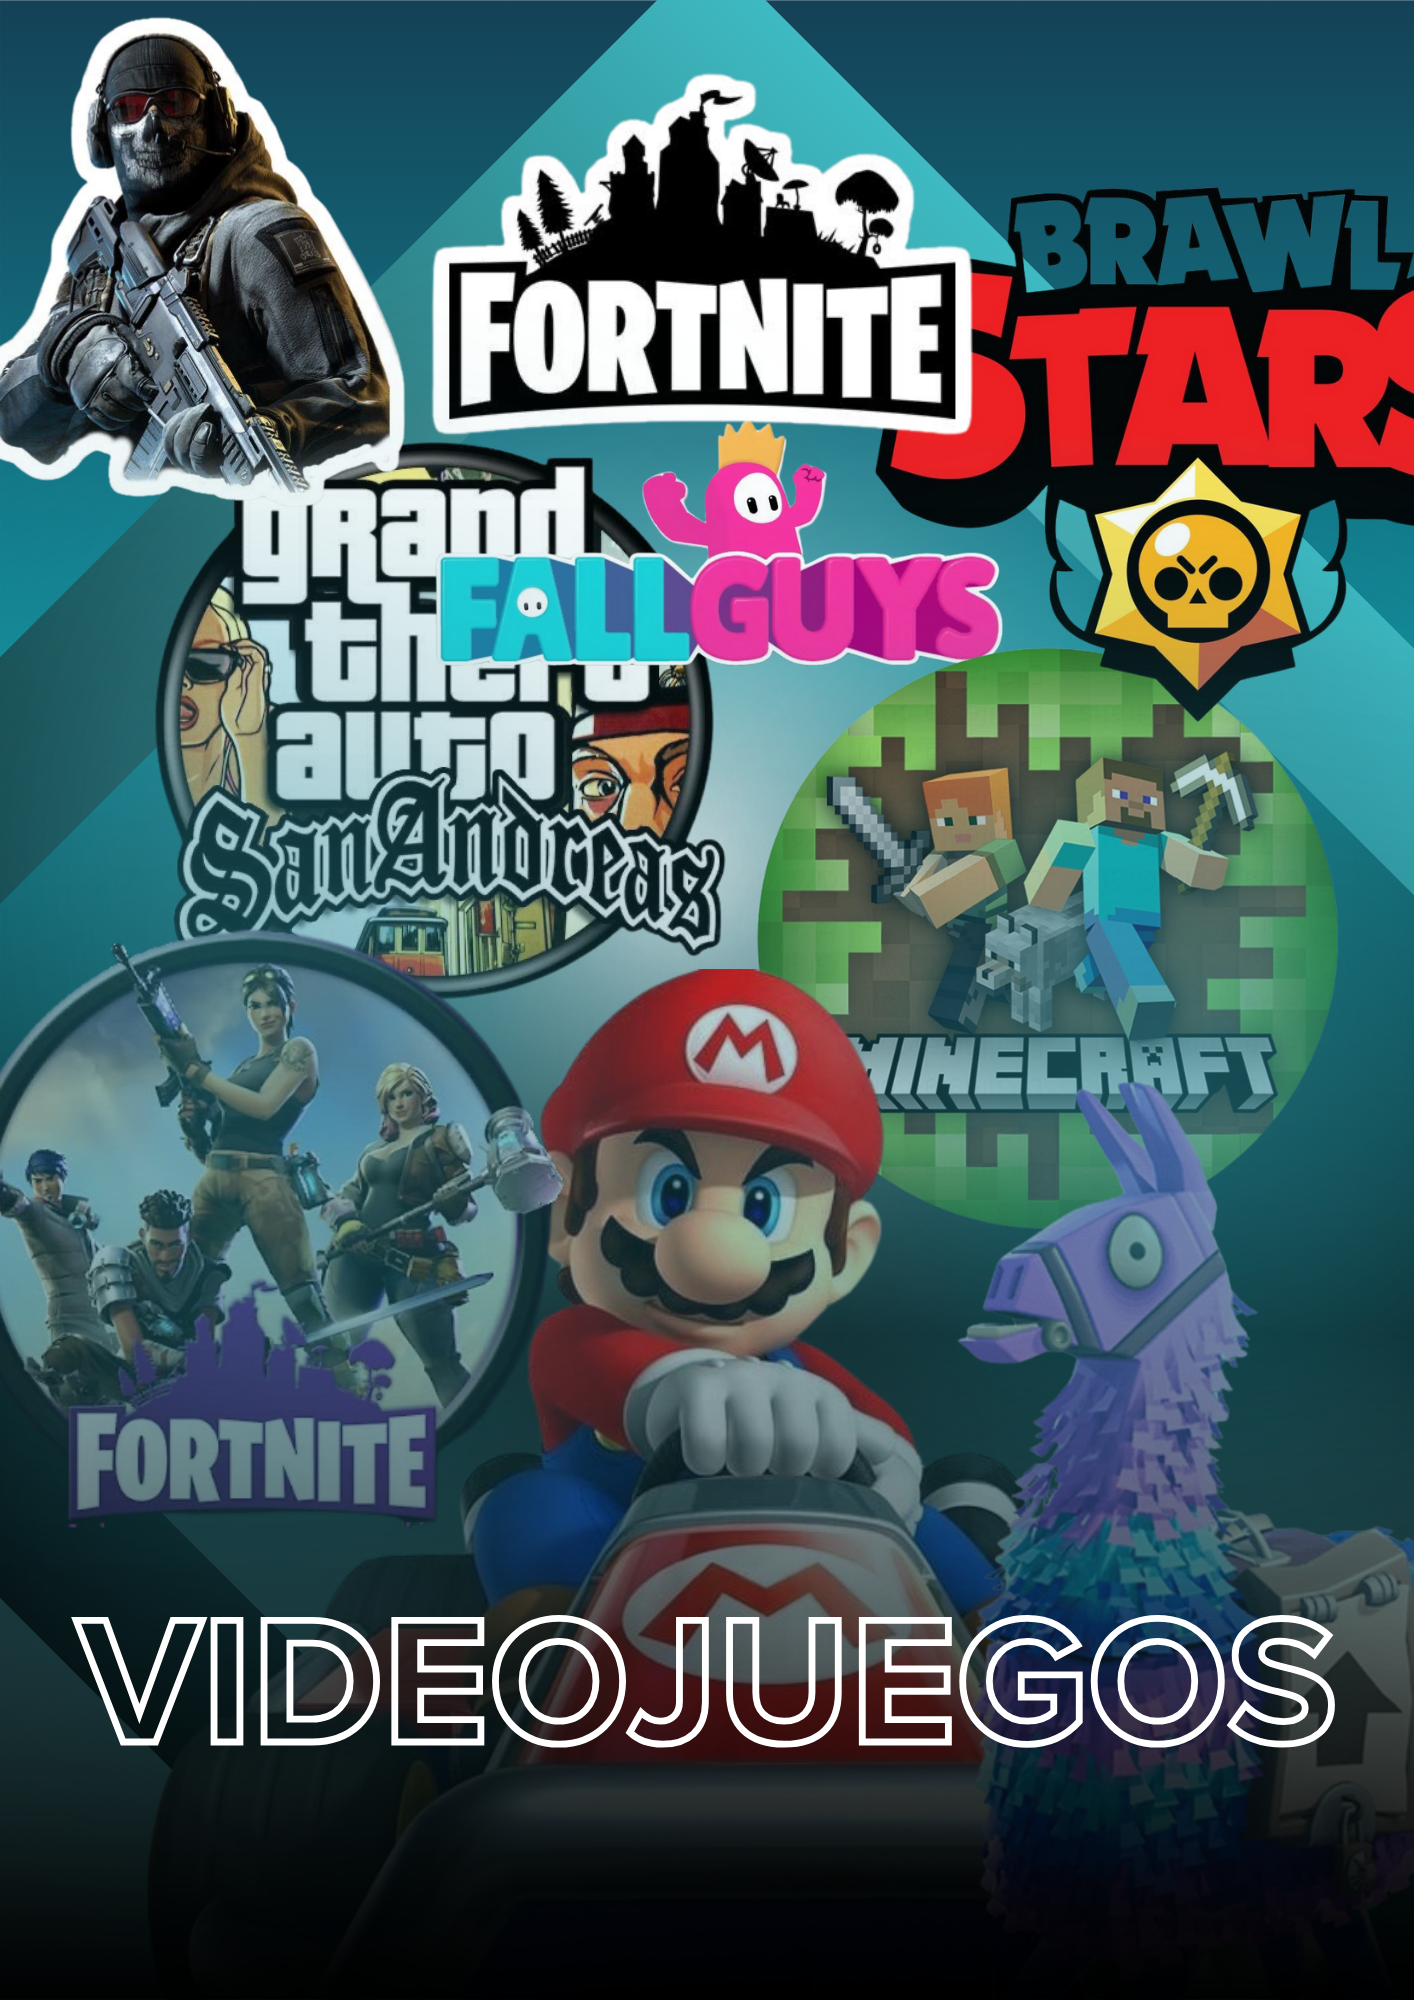 FORTNITE
BRAWL
STARS
grand
theft
auto
San Andreas
FALL GUYS
MINECRAFT
M
FORTNITE
M
VIDEOJUEGOS